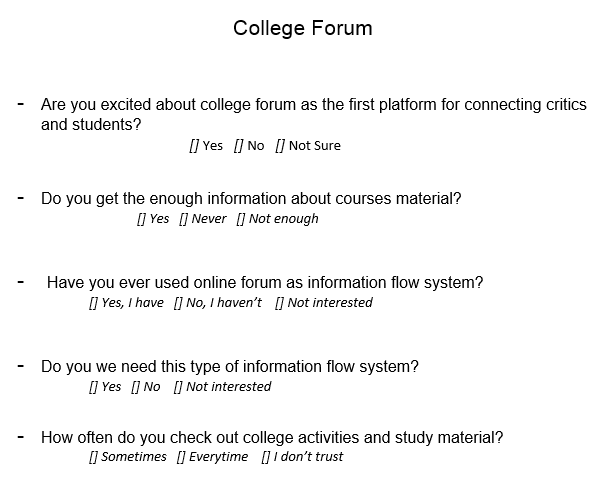 College Forum
- Are you excited about college forum as the first platform for connecting critics
and students?
[] Yes [] No [] Not Sure
- Do you get the enough information about courses material?
[] Yes [] Never [] Not enough
- Have you ever used online forum as information flow system?
[] Yes, I have [] No, I haven’t [] Not interested
- Do you we need this type of information flow system?
[] Yes [] No [] Not interested
- How often do you check out college activities and study material?
[] Sometimes [] Everytime [] I don’t trust